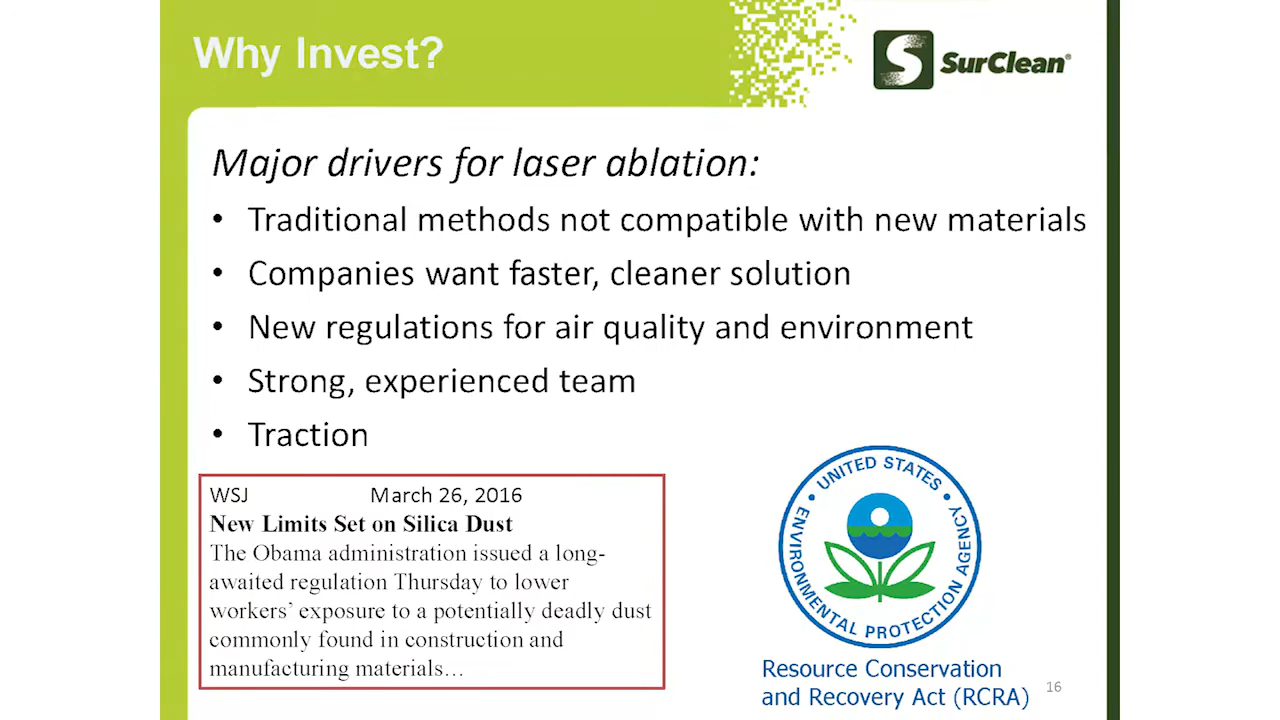 Why Invest?
SurClean®
Major drivers for laser ablation:
• Traditional methods not compatible with new materials
• Companies want faster, cleaner solution
• New regulations for air quality and environment
• Strong, experienced team
• Traction
WSJ March 26, 2016
New Limits Set on Silica Dust
The Obama administration issued a long-
awaited regulation Thursday to lower
workers’ exposure to a potentially deadly dust
commonly found in construction and
manufacturing materials…
UNITED STATES
ENVIRONMENTAL PROTECTION AGENCY
Resource Conservation
and Recovery Act (RCRA)
16